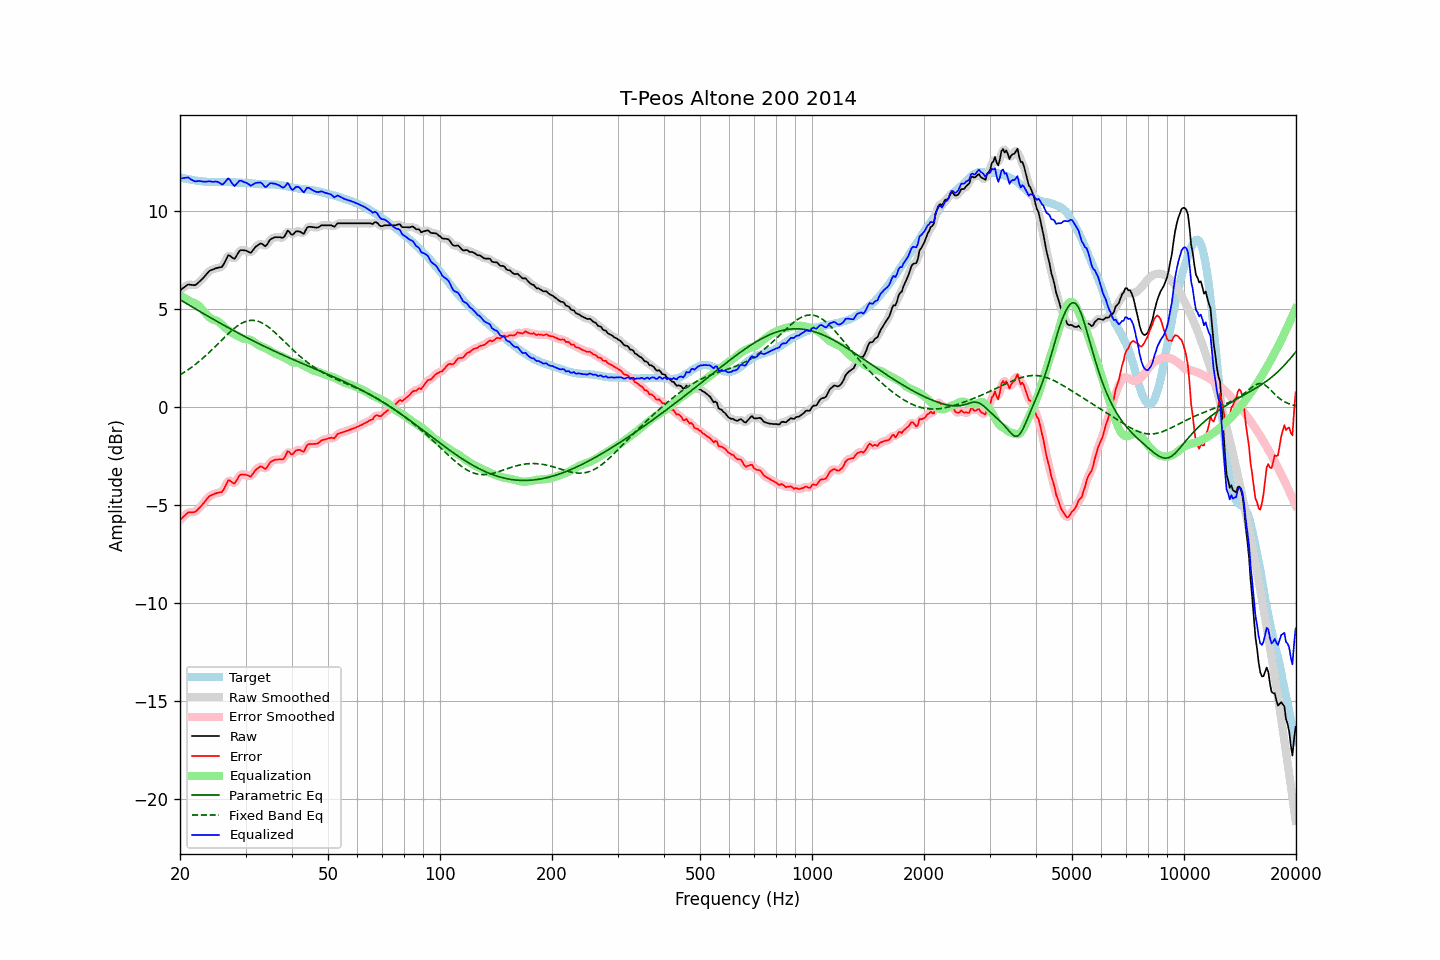 T-Peos Altone 200 2014
Amplitude (dBr)
10
5
0
−5
−10
−15
−20
Target
Raw Smoothed
Error Smoothed
Raw
Error
Equalization
Parametric Eq
Fixed Band Eq
Equalized
20 50 100 200 500 1000 2000 5000 10000 20000
Frequency (Hz)